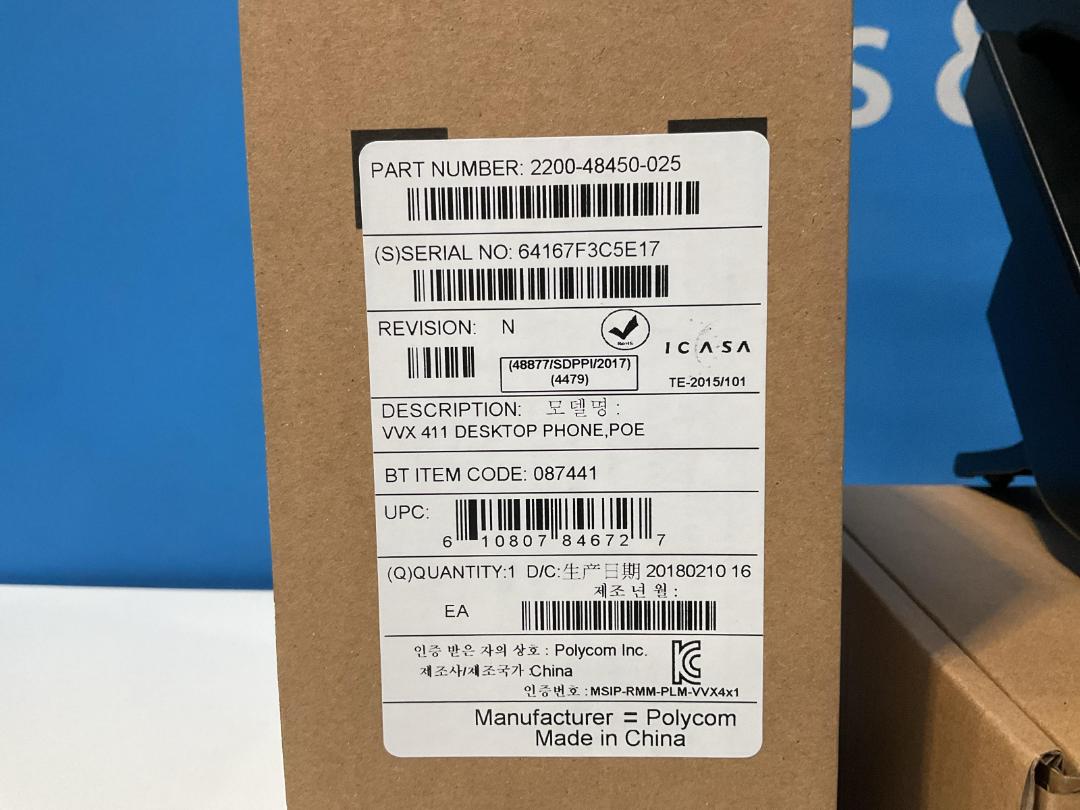 s &
PART NUMBER: 2200-48450-025
(S)SERIAL NO: 64167F3C5E17
REVISION: N
RoHS
ICASA
(48877/SDPPI/2017)
(4479)
TE-2015/101
DESCRIPTION: 모델명 :
VVX 411 DESKTOP PHONE,POE
BT ITEM CODE: 087441
UPC:
6 10807 84672 7
(Q)QUANTITY:1 D/C:生产日期 20180210 16
제조 년 월 :
EA
인증 받은 자의 상호 : Polycom Inc.
제조사/제조국가 :China
인증번호 : MSIP-RMM-PLM-VVX4x1
Manufacturer = Polycom
Made in China